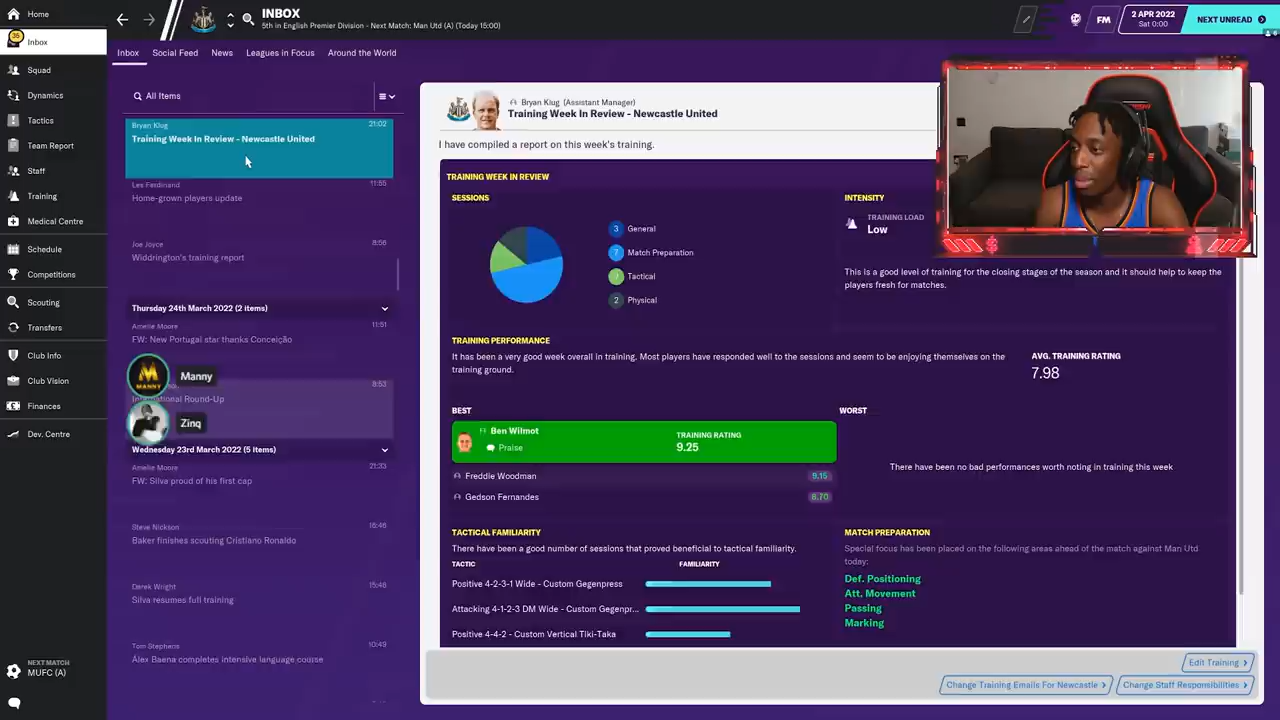 Home
35
Inbox
Squad
Dynamics
Tactics
Team Report
Staff
Training
Medical Centre
Schedule
Competitions
Scouting
Transfers
Club Info
Club Vision
Finances
Dev. Centre
NEXT MATCH
MUFC (A)
INBOX
5th in English Premier Division - Next Match: Man Utd (A) (Today 15:00)
FM
2 APR 2022
Sat 0:00
NEXT UNREAD
Inbox Social Feed News Leagues in Focus Around the World
All Items
Bryan Klug 21:02
Training Week In Review - Newcastle United
Les Ferdinand 11:55
Home-grown players update
Joe Joyce 8:56
Widdrington's training report
Thursday 24th March 2022 (2 items)
Amelie Moore 11:51
FW: New Portugal star thanks Conceição
8:53
International Round-Up
MANNY
Manny
Zinq
Wednesday 23rd March 2022 (5 items)
Amelie Moore 21:33
FW: Silva proud of his first cap
Steve Nickson 16:46
Baker finishes scouting Cristiano Ronaldo
Derek Wright 15:46
Silva resumes full training
Tom Stephens 10:49
Álex Baena completes intensive language course
Bryan Klug (Assistant Manager)
Training Week In Review - Newcastle United
I have compiled a report on this week's training.
TRAINING WEEK IN REVIEW
SESSIONS
3 General
7 Match Preparation
Tactical
2 Physical
INTENSITY
TRAINING LOAD
Low
This is a good level of training for the closing stages of the season and it should help to keep the
players fresh for matches.
TRAINING PERFORMANCE
It has been a very good week overall in training. Most players have responded well to the sessions and seem to be enjoying themselves on the
training ground.
AVG. TRAINING RATING
7.98
BEST
Ben Wilmot
Praise
TRAINING RATING
9.25
Freddie Woodman 9.15
Gedson Fernandes 8.70
WORST
There have been no bad performances worth noting in training this week
TACTICAL FAMILIARITY
There have been a good number of sessions that proved beneficial to tactical familiarity.
TACTIC FAMILIARITY
Positive 4-2-3-1 Wide - Custom Gegenpress
Attacking 4-1-2-3 DM Wide - Custom Gegenpr...
Positive 4-4-2 - Custom Vertical Tiki-Taka
MATCH PREPARATION
Special focus has been placed on the following areas ahead of the match against Man Utd
today:
Def. Positioning
Att. Movement
Passing
Marking
Edit Training
Change Training Emails For Newcastle
Change Staff Responsibilities